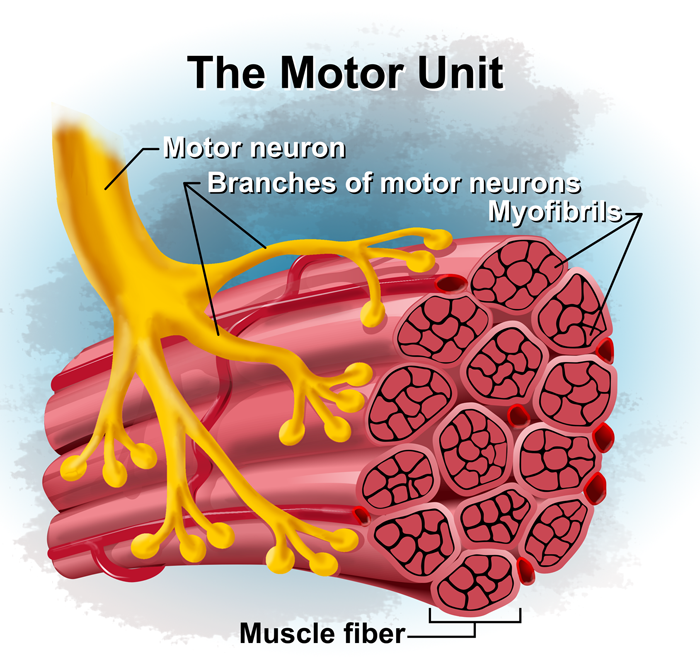 The Motor Unit
Motor neuron
Branches of motor neurons
Myofibrils
Muscle fiber